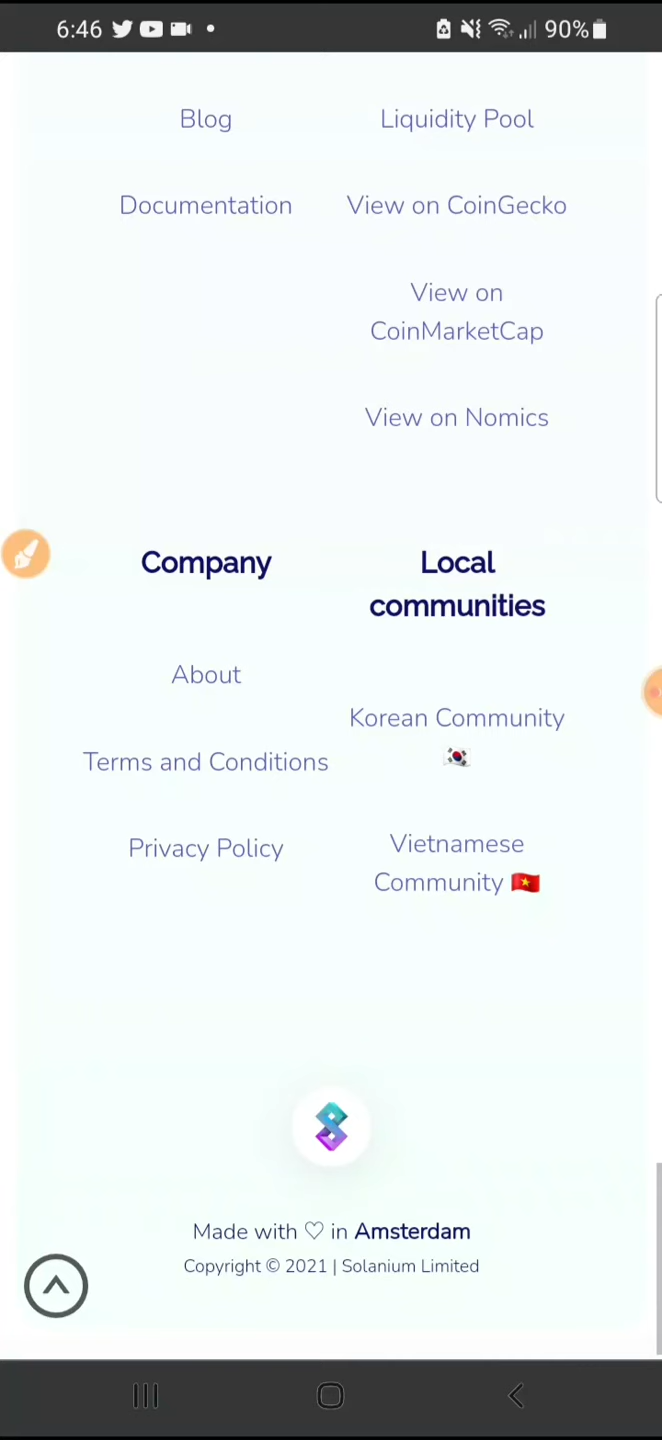 6:46
90%
Blog
Documentation
Liquidity Pool
View on CoinGecko
View on
CoinMarketCap
View on Nomics
Company
About
Terms and Conditions
Privacy Policy
Local
communities
Korean Community
🇰🇷
Vietnamese
Community 🇻🇳
Made with ♡ in Amsterdam
Copyright © 2021 | Solanium Limited